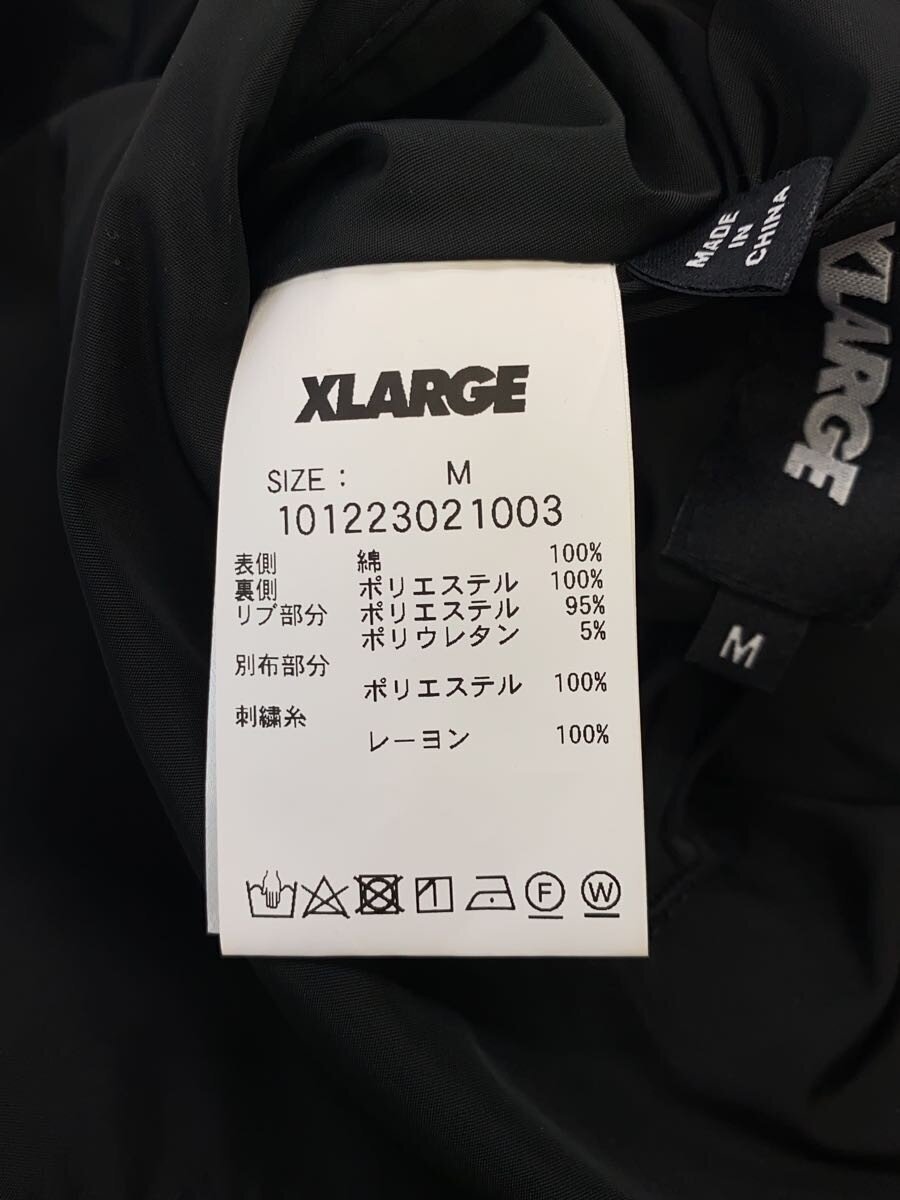 MADE
IN
CHINA
XLARGE
M
XLARGE
SIZE : M
101223021003
表側 綿 100%
裏側 ポリエステル 100%
リブ部分 ポリエステル 95%
ポリウレタン 5%
別布部分
ポリエステル 100%
刺繍糸
レーヨン 100%
F W